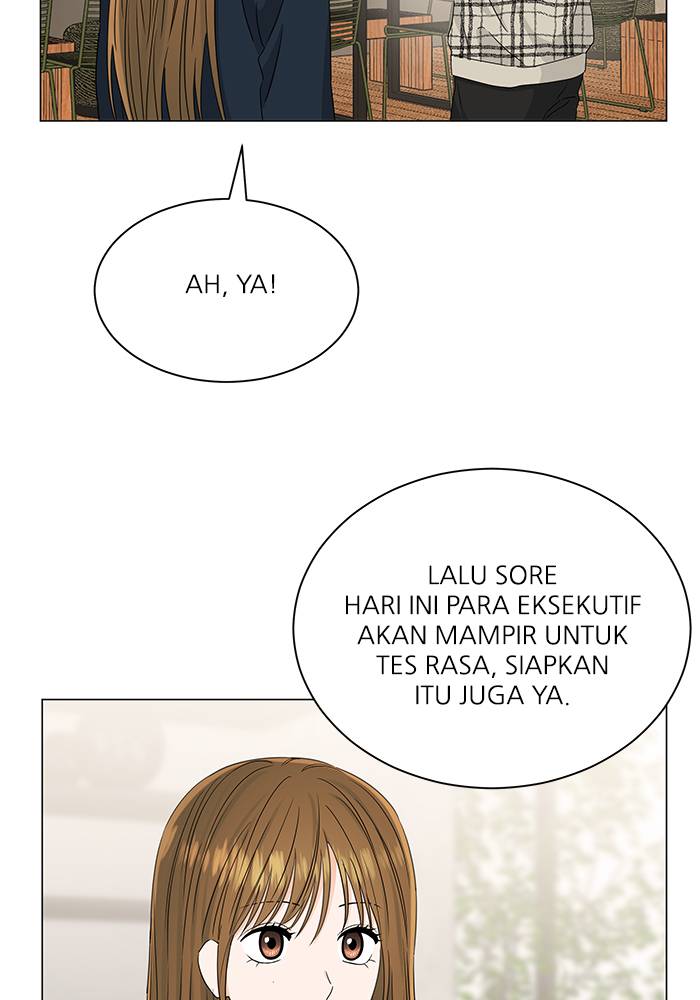 AH, YA!
LALU SORE
HARI INI PARA EKSEKUTIF
AKAN MAMPIR UNTUK
TES RASA, SIAPKAN
ITU JUGA YA.